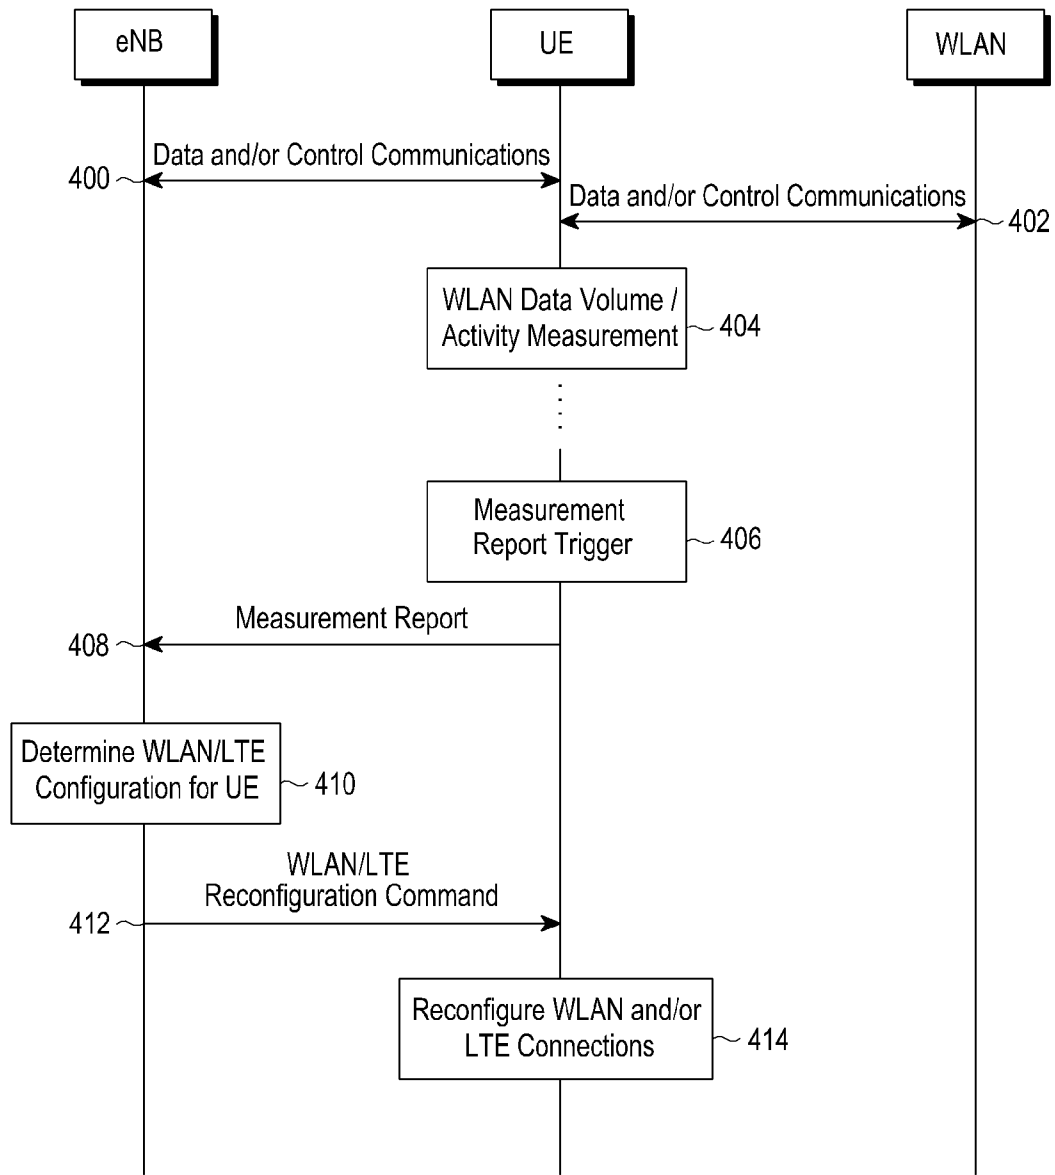 eNB
UE
WLAN
Data and/or Control Communications
400
Data and/or Control Communications
402
WLAN Data Volume /
Activity Measurement
404
Measurement
Report Trigger
406
Measurement Report
408
Determine WLAN/LTE
Configuration for UE
410
WLAN/LTE
Reconfiguration Command
412
Reconfigure WLAN and/or
LTE Connections
414